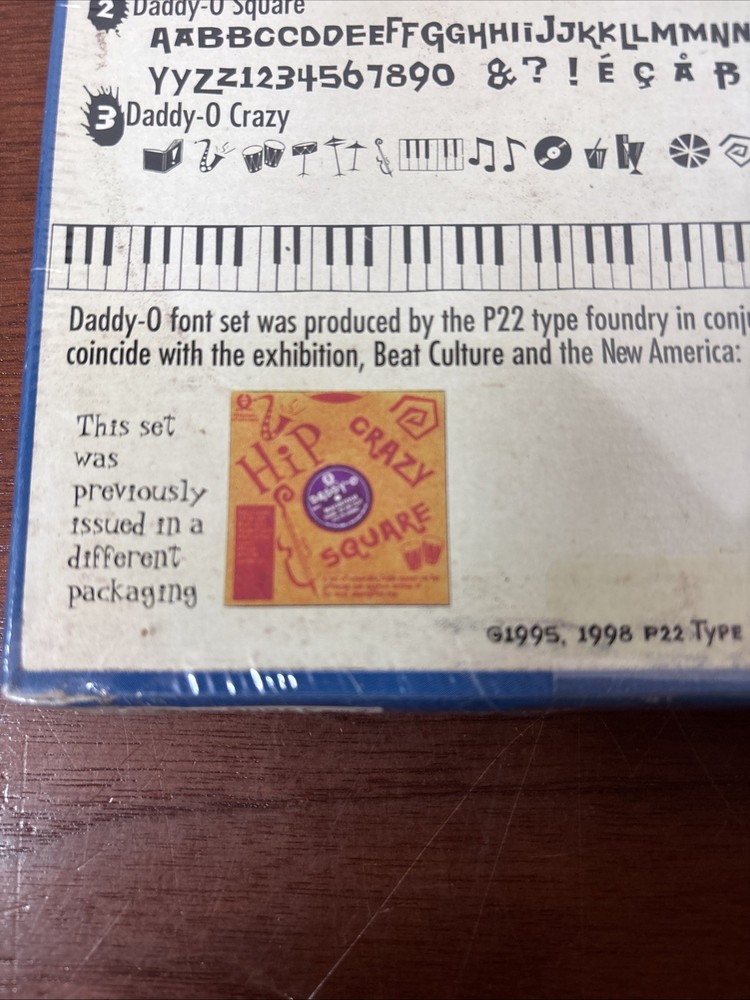 2 Daddy-O Square
AABBCCDDEEFFGGHHIiJJKKLLMMNN
YYZZ1234567890 &?!ÉÇÅB
3 Daddy-O Crazy
Daddy-O font set was produced by the P22 type foundry in conj
coincide with the exhibition, Beat Culture and the New America:
This set
was
previously
issued in a
different
packaging
HiP
CRAZY
DADDY-O
SQUARE
©1995, 1998 P22 TYPE